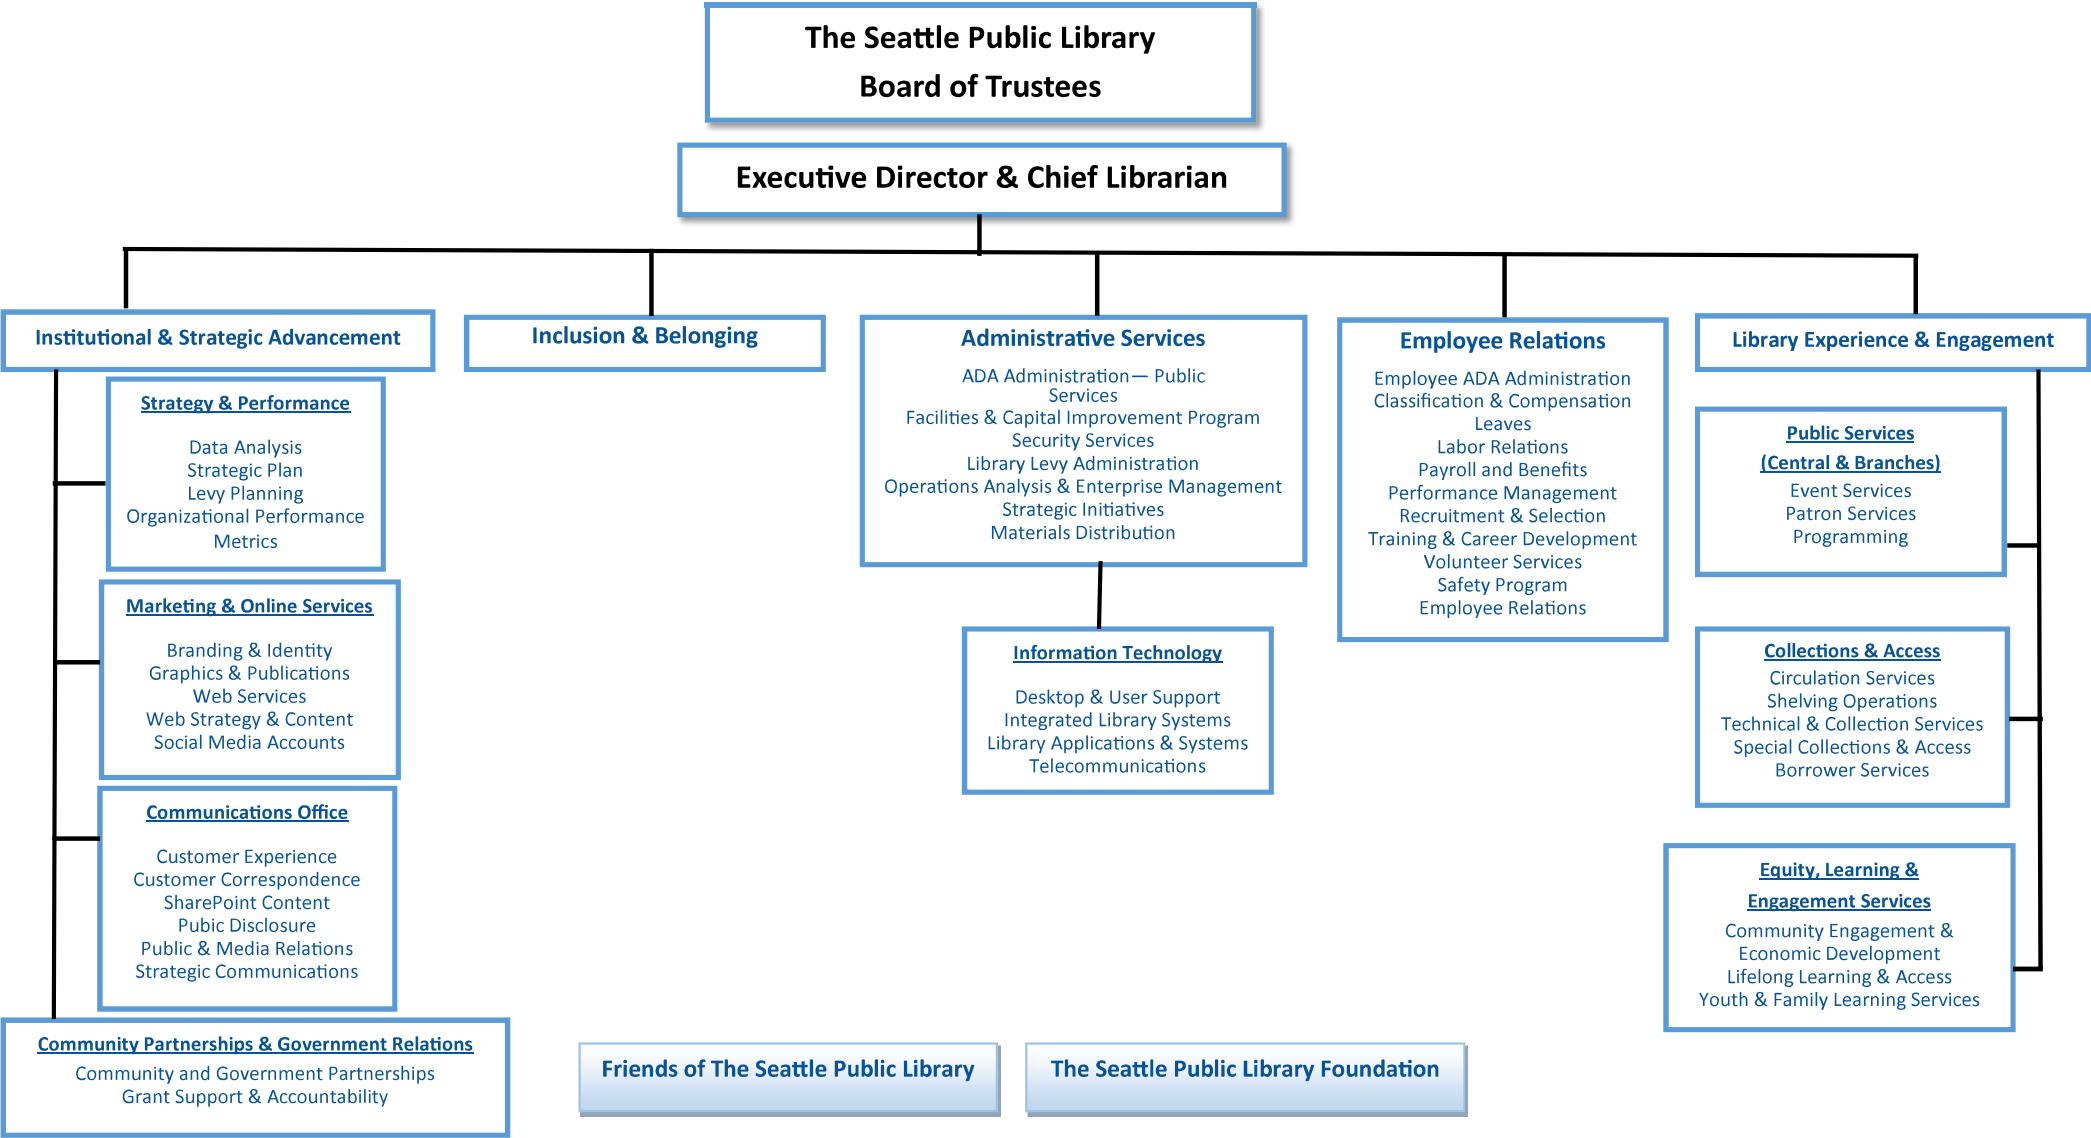 The Seattle Public Library
Board of Trustees
Executive Director & Chief Librarian
Institutional & Strategic Advancement
Strategy & Performance
Data Analysis
Strategic Plan
Levy Planning
Organizational Performance
Metrics
Marketing & Online Services
Branding & Identity
Graphics & Publications
Web Services
Web Strategy & Content
Social Media Accounts
Communications Office
Customer Experience
Customer Correspondence
SharePoint Content
Pubic Disclosure
Public & Media Relations
Strategic Communications
Community Partnerships & Government Relations
Community and Government Partnerships
Grant Support & Accountability
Inclusion & Belonging
Administrative Services
ADA Administration— Public
Services
Facilities & Capital Improvement Program
Security Services
Library Levy Administration
Operations Analysis & Enterprise Management
Strategic Initiatives
Materials Distribution
Information Technology
Desktop & User Support
Integrated Library Systems
Library Applications & Systems
Telecommunications
Employee Relations
Employee ADA Administration
Classification & Compensation
Leaves
Labor Relations
Payroll and Benefits
Performance Management
Recruitment & Selection
Training & Career Development
Volunteer Services
Safety Program
Employee Relations
Library Experience & Engagement
Public Services
(Central & Branches)
Event Services
Patron Services
Programming
Collections & Access
Circulation Services
Shelving Operations
Technical & Collection Services
Special Collections & Access
Borrower Services
Equity, Learning &
Engagement Services
Community Engagement &
Economic Development
Lifelong Learning & Access
Youth & Family Learning Services
Friends of The Seattle Public Library
The Seattle Public Library Foundation